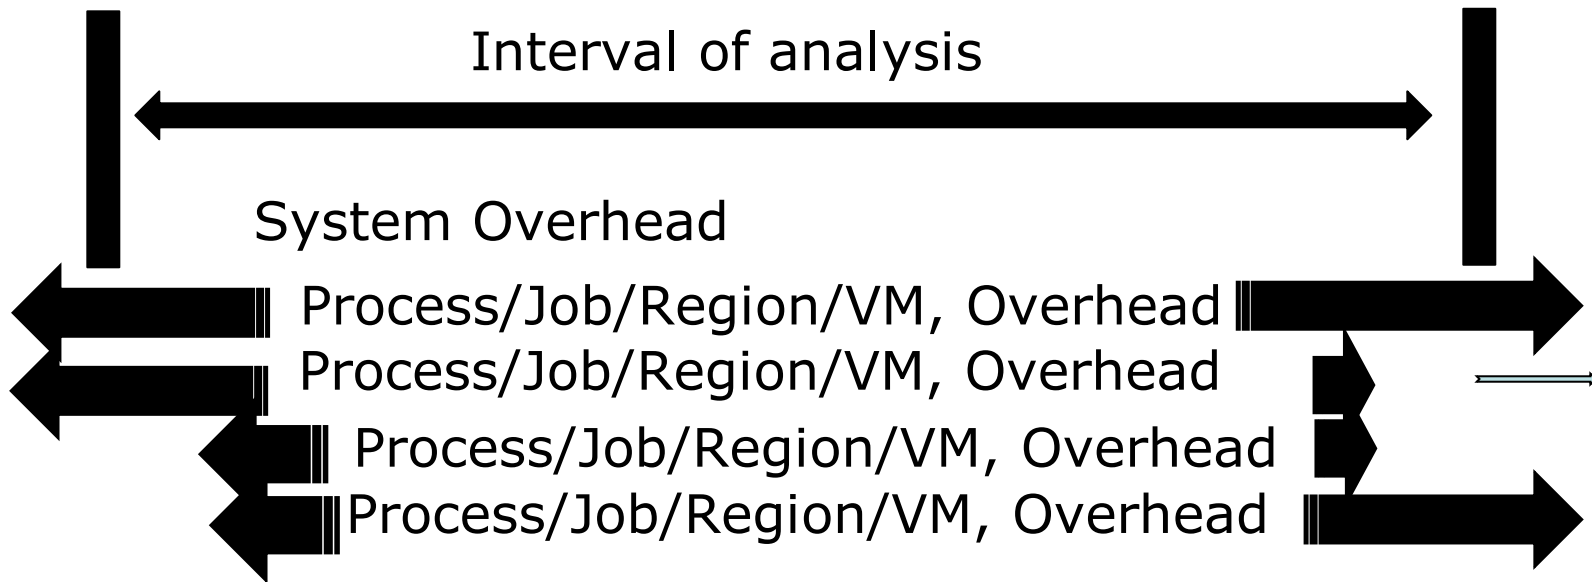 Interval of analysis
System Overhead
Process/Job/Region/VM, Overhead
Process/Job/Region/VM, Overhead
Process/Job/Region/VM, Overhead
Process/Job/Region/VM, Overhead